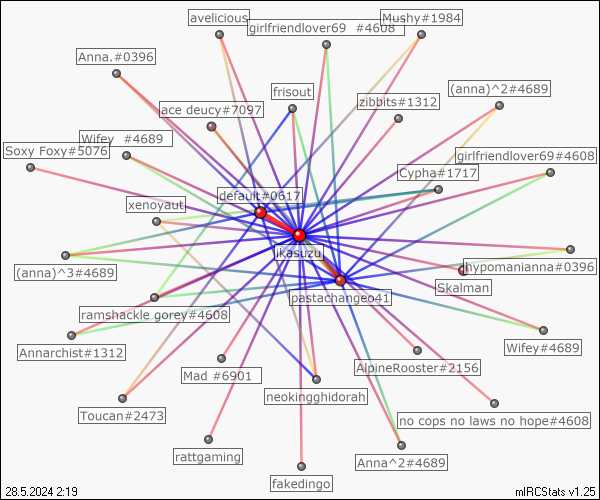 avelicious
girlfriendlover69 #4608
Mushy#1984
Anna.#0396
frisout
(anna)^2#4689
zibbits#1312
ace deucy#7097
Wifey #4689
Soxy Foxy#5076
girlfriendlover69#4608
Cypha#1717
default#0617
xenovaut
ikasuzu
(anna)^3#4689
hypomanianna#0396
Skalman
pastachangeo41
ramshackle gorey#4608
Annarchist#1312
Wifey#4689
AlpineRooster#2156
Mad #6901
neokingghidorah
Toucan#2473
no cops no laws no hope#4608
rattgaming
Anna^2#4689
fakedingo
28.5.2024 2:19
mIRCStats v1.25